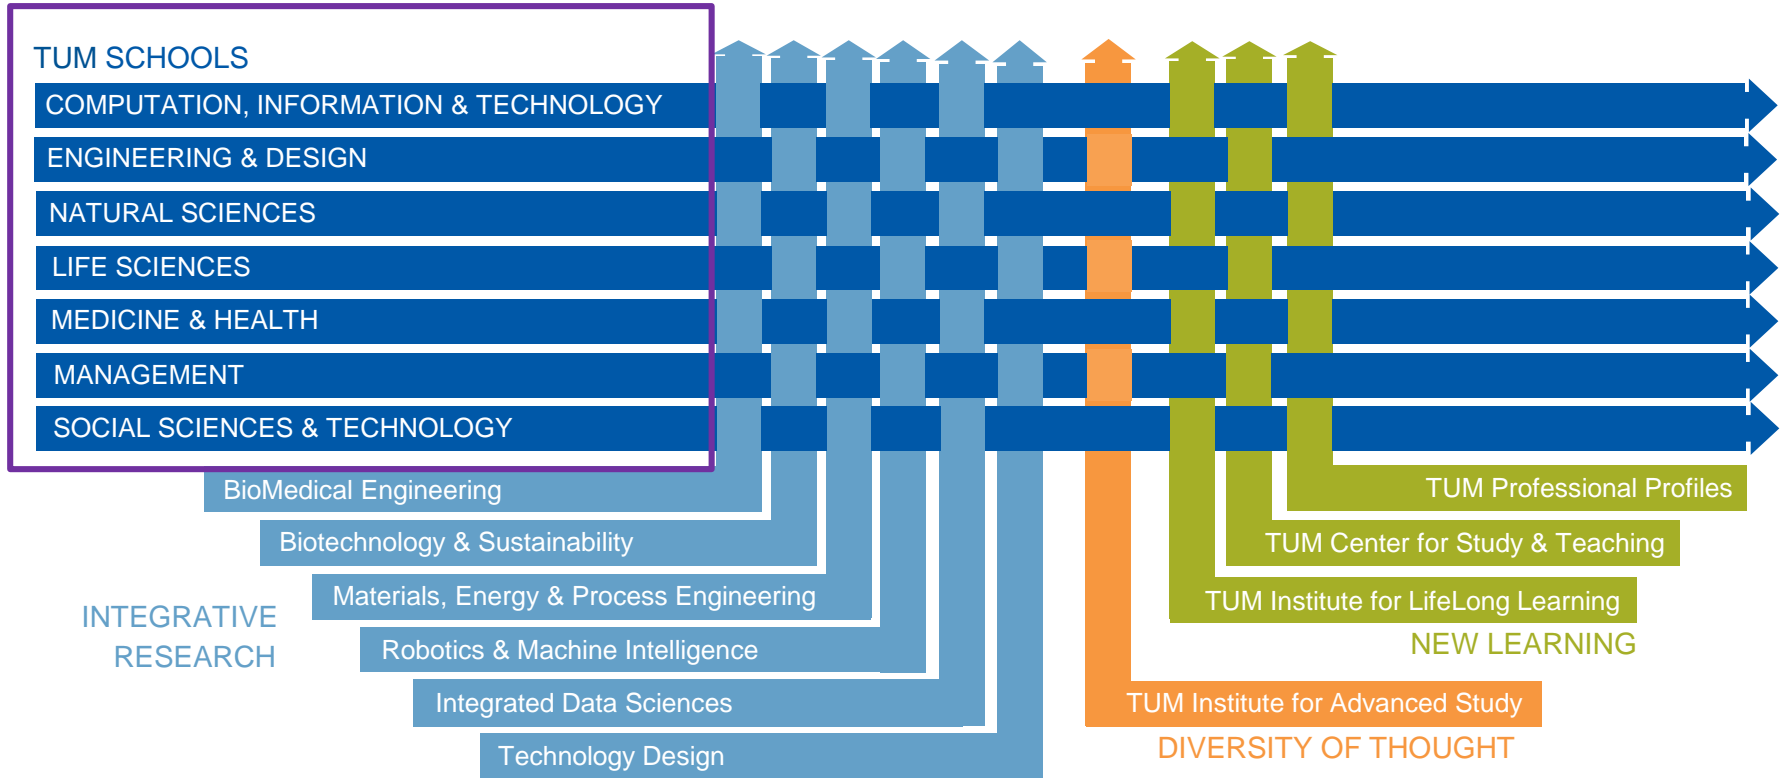 TUM SCHOOLS
COMPUTATION, INFORMATION & TECHNOLOGY
ENGINEERING & DESIGN
NATURAL SCIENCES
LIFE SCIENCES
MEDICINE & HEALTH
MANAGEMENT
SOCIAL SCIENCES & TECHNOLOGY
BioMedical Engineering
Biotechnology & Sustainability
Materials, Energy & Process Engineering
Robotics & Machine Intelligence
Integrated Data Sciences
Technology Design
INTEGRATIVE
RESEARCH
TUM Professional Profiles
TUM Center for Study & Teaching
TUM Institute for LifeLong Learning
NEW LEARNING
TUM Institute for Advanced Study
DIVERSITY OF THOUGHT